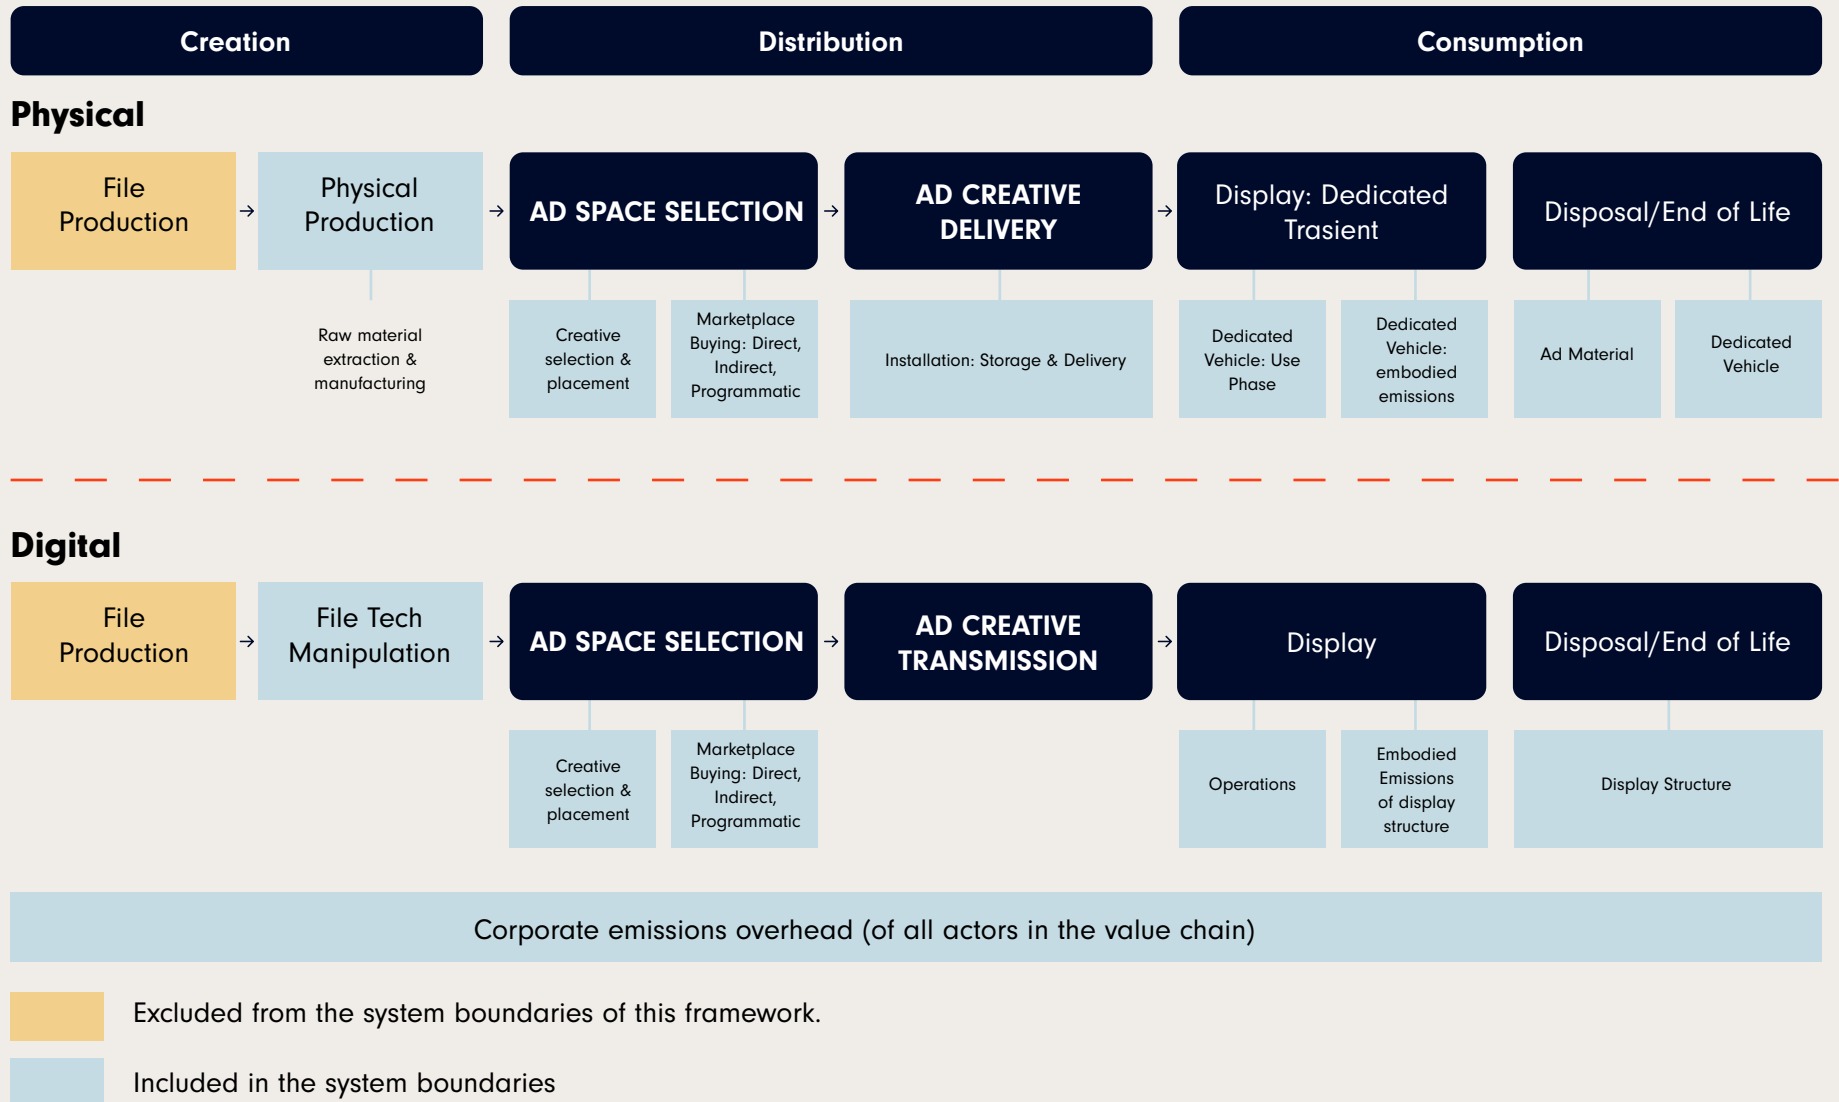 Creation
Distribution
Consumption
Physical
File
Production
Physical
Production
AD SPACE SELECTION
AD CREATIVE
DELIVERY
Display: Dedicated
Trasient
Disposal/End of Life
Raw material
extraction &
manufacturing
Creative
selection &
placement
Marketplace
Buying: Direct,
Indirect,
Programmatic
Installation: Storage & Delivery
Dedicated
Vehicle: Use
Phase
Dedicated
Vehicle:
embodied
emissions
Ad Material
Dedicated
Vehicle
Digital
File
Production
File Tech
Manipulation
AD SPACE SELECTION
AD CREATIVE
TRANSMISSION
Display
Disposal/End of Life
Creative
selection &
placement
Marketplace
Buying: Direct,
Indirect,
Programmatic
Operations
Embodied
Emissions
of display
structure
Display Structure
Corporate emissions overhead (of all actors in the value chain)
Excluded from the system boundaries of this framework.
Included in the system boundaries